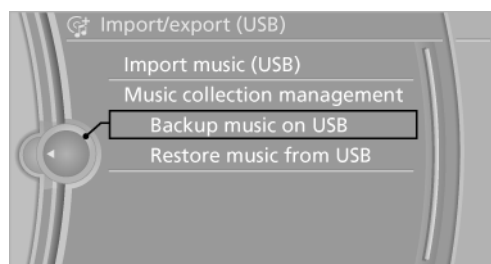 Import/export (USB)
Import music (USB)
Music collection management
Backup music on USB
Restore music from USB